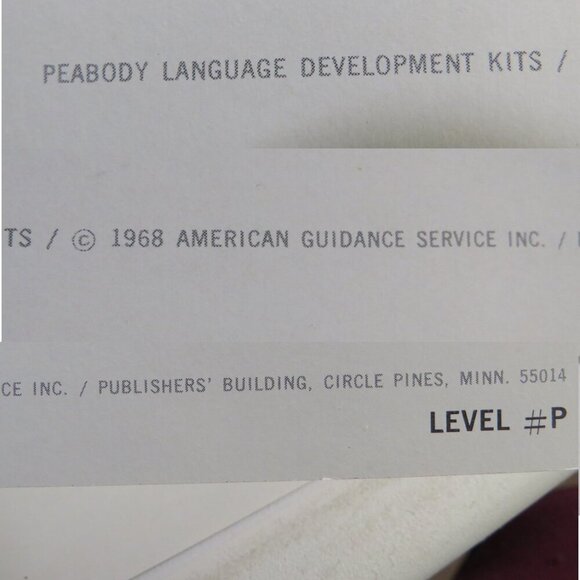 PEABODY LANGUAGE DEVELOPMENT KITS /
TS / © 1968 AMERICAN GUIDANCE SERVICE INC. /
CE INC. / PUBLISHERS' BUILDING, CIRCLE PINES, MINN. 55014
LEVEL #P